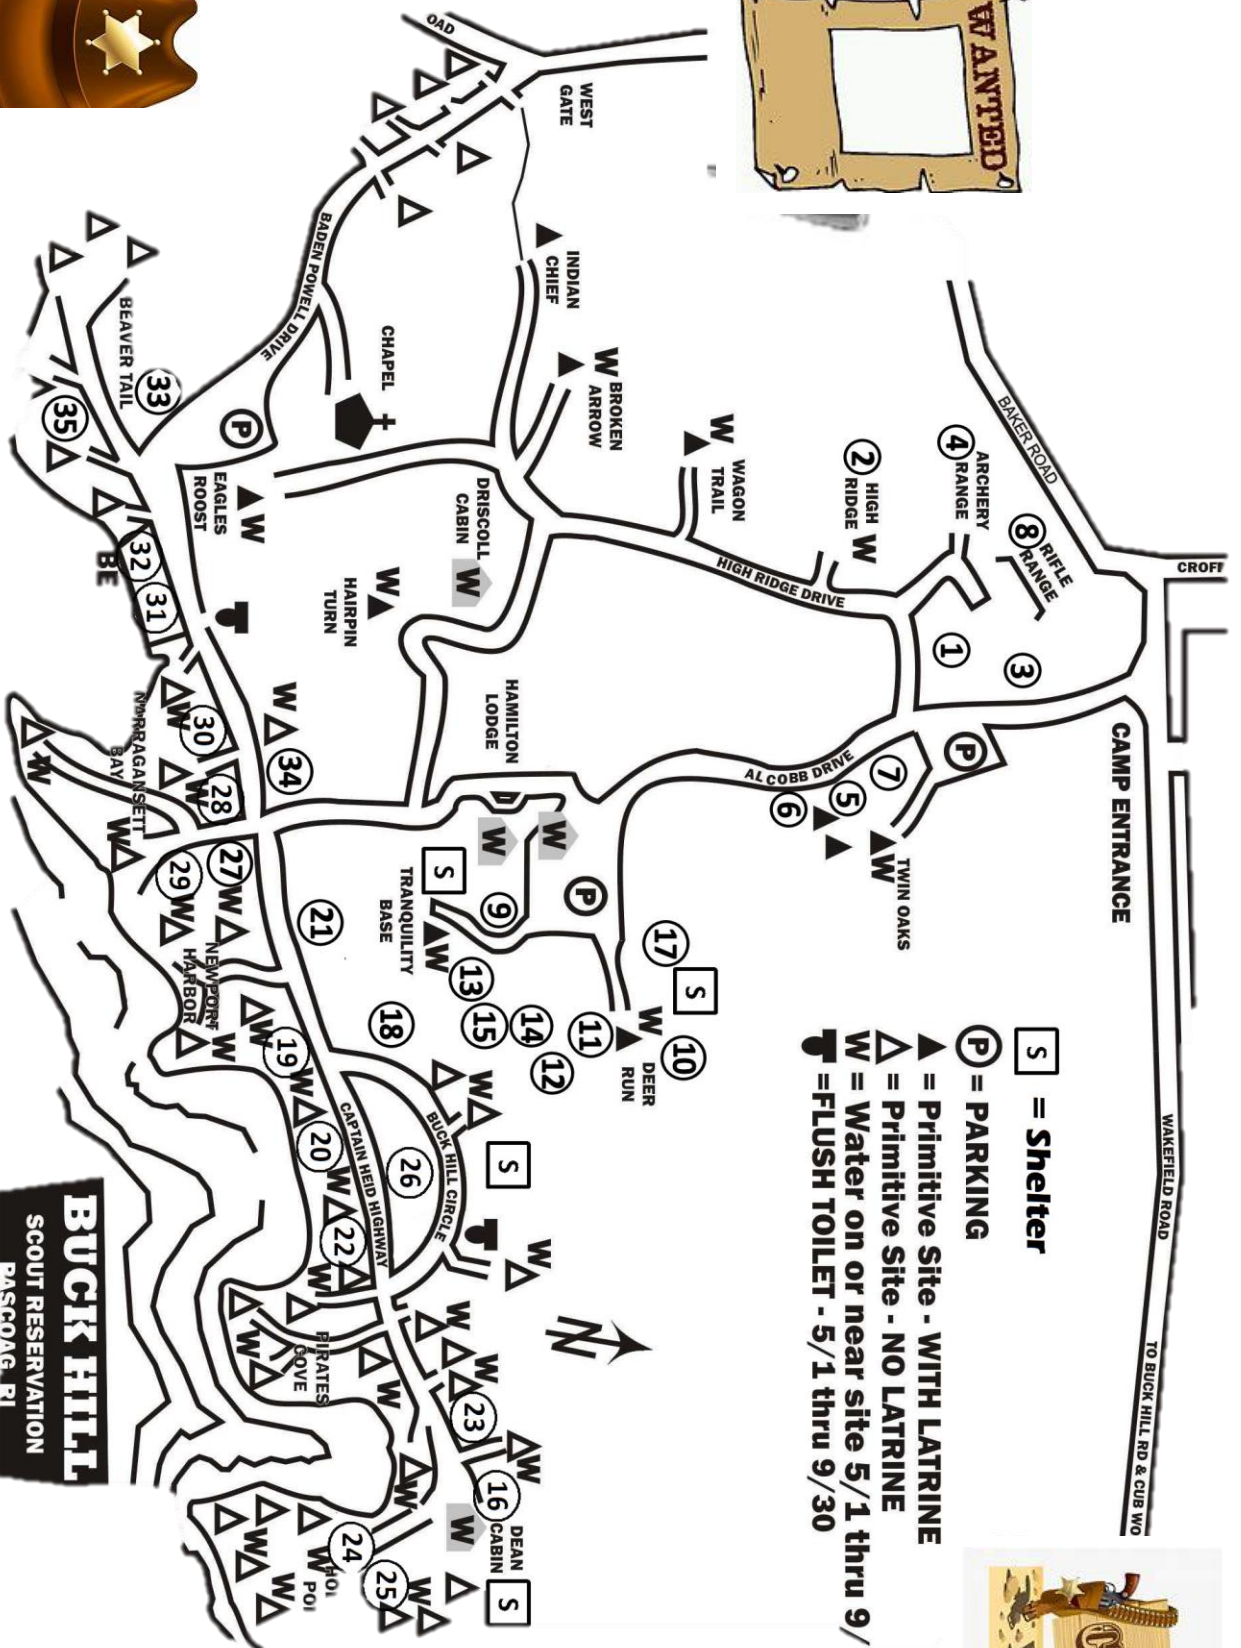 WANTED
OAD
WEST
GATE
INDIAN
CHIEF
BADEN POWELL DRIVE
CHAPEL
W BROKEN
ARROW
BAKER ROAD
CROFT
4 ARCHERY
RANGE
8 RIFLE
RANGE
2 HIGH
RIDGE W
W WAGON
TRAIL
HIGH RIDGE DRIVE
1
3
P
CAMP ENTRANCE
AL COBB DRIVE
7
5
6
W
TWIN OAKS
BEAVER TAIL
33
35
P
EAGLES
ROOST
W
DRISCOLL
CABIN
W
W
HAIRPIN
TURN
HAMILTON
LODGE
W
W
P
BE
32
31
W
34
W
30
W
28
NARRAGANSETT
BAY
W
W
27
W
29
W
NEWPORT
HARBOR
W
21
S
9
TRANQUILITY
BASE
W
13
15
14
12
11
18
17
S
W
10
DEER
RUN
W
19
W
20
W
22
W
26
CAPTAIN HEID HIGHWAY
BUCK HILL CIRCLE
W
S
W
N
W
W
23
W
16
DEAN
CABIN
W
S
PIRATES
COVE
W
W
W
24
25
W
W
W
W
S = Shelter
P = PARKING
= Primitive Site - WITH LATRINE
= Primitive Site - NO LATRINE
W = Water on or near site 5/1 thru 9/
=FLUSH TOILET - 5/1 thru 9/30
WAKEFIELD ROAD
TO BUCK HILL RD & CUB WO
BUCK HILL
SCOUT RESERVATION
PASCOAG, RI